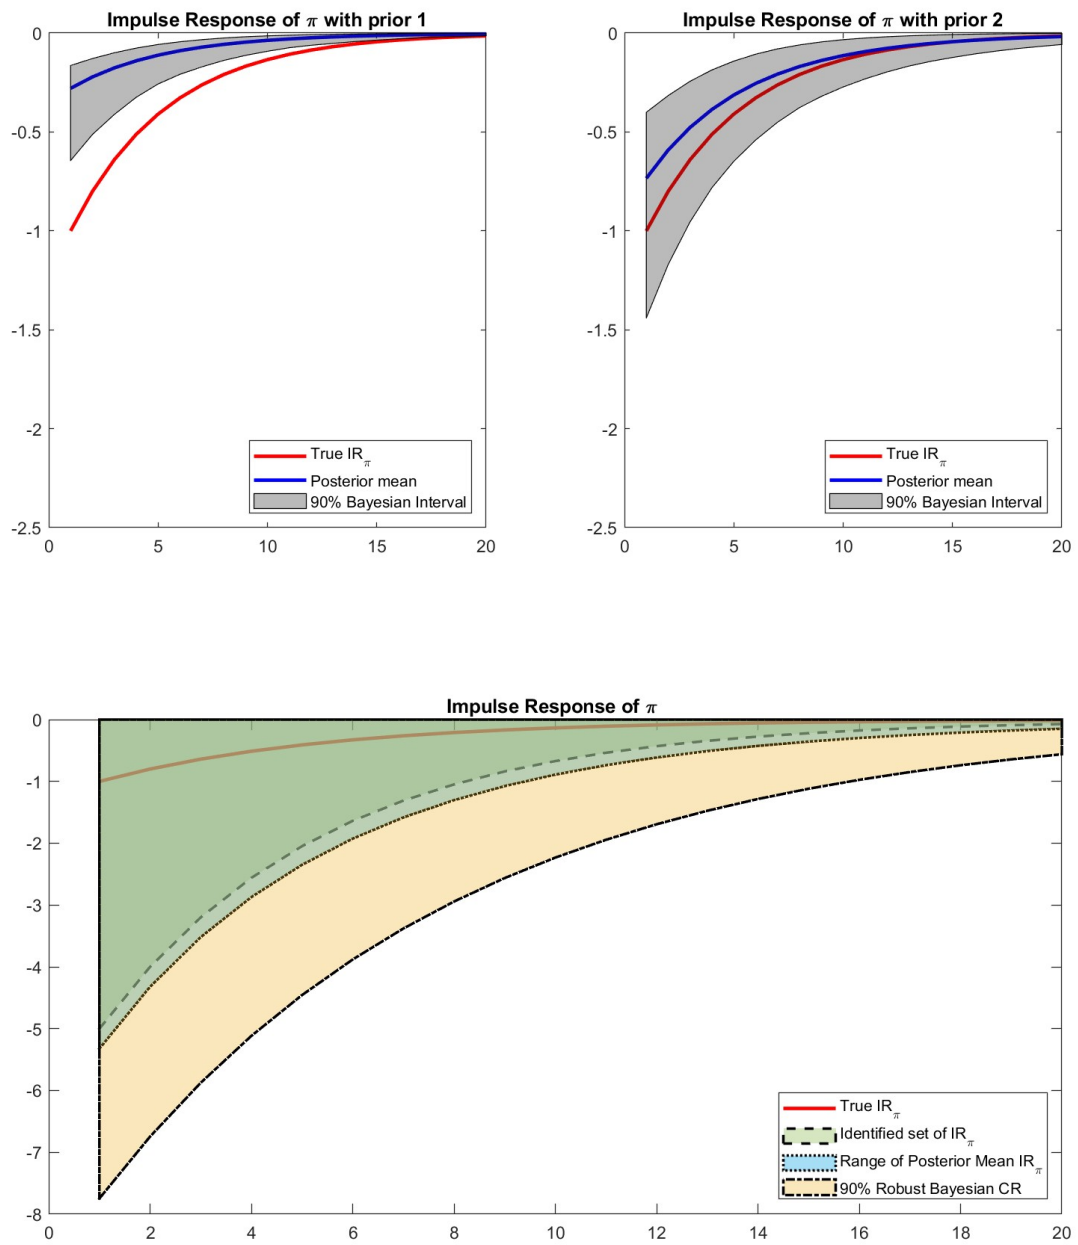 Impulse Response of π with prior 1
0
-0.5
-1
-1.5
-2
-2.5
0 5 10 15 20
True IRπ
Posterior mean
90% Bayesian Interval
Impulse Response of π with prior 2
0
-0.5
-1
-1.5
-2
-2.5
0 5 10 15 20
True IRπ
Posterior mean
90% Bayesian Interval
Impulse Response of π
0
-1
-2
-3
-4
-5
-6
-7
-8
0 2 4 6 8 10 12 14 16 18 20
True IRπ
Identified set of IRπ
Range of Posterior Mean IRπ
90% Robust Bayesian CR